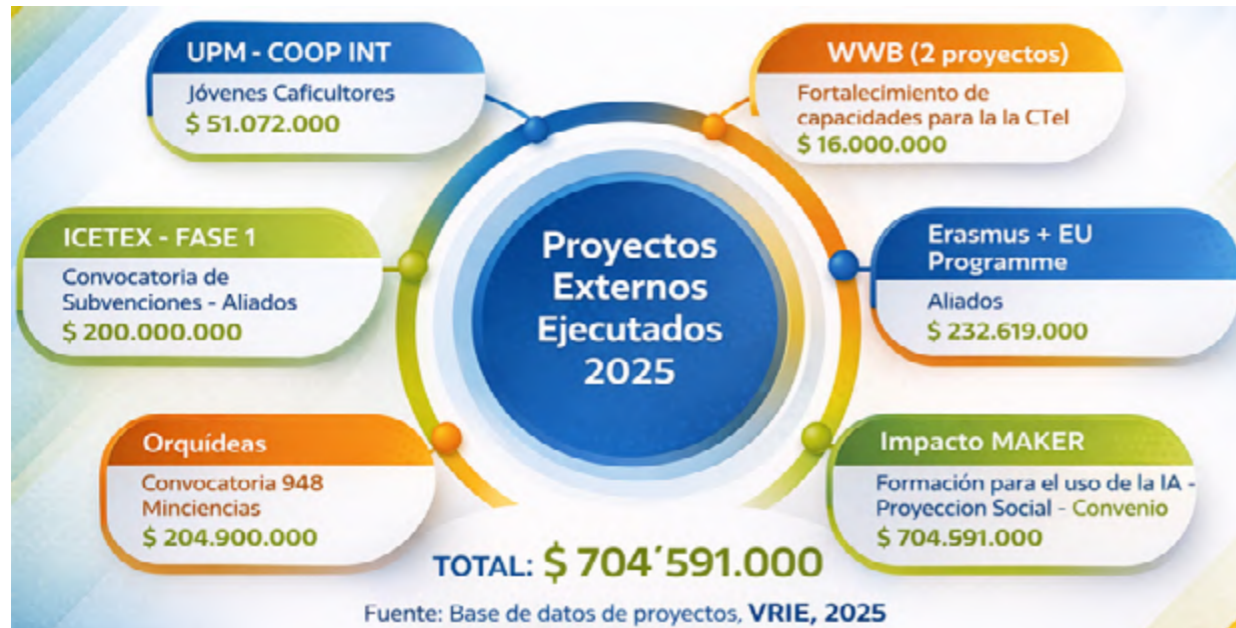 UPM - COOP INT
Jóvenes Caficultores
$ 51.072.000
WWB (2 proyectos)
Fortalecimiento de
capacidades para la la CTel
$ 16.000.000
ICETEX - FASE 1
Convocatoria de
Subvenciones - Aliados
$ 200.000.000
Proyectos
Externos
Ejecutados
2025
Erasmus + EU
Programme
Aliados
$ 232.619.000
Orquídeas
Convocatoria 948
Minciencias
$ 204.900.000
Impacto MAKER
Formación para el uso de la IA -
Proyeccion Social - Convenio
$ 704.591.000
TOTAL: $ 704´591.000
Fuente: Base de datos de proyectos, VRIE, 2025